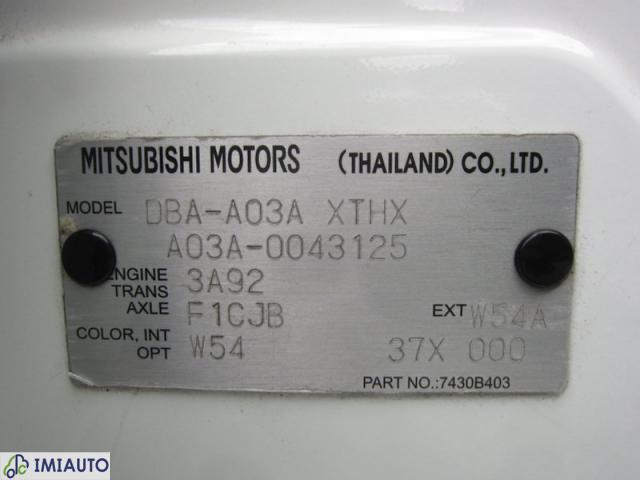 MITSUBISHI MOTORS (THAILAND) CO., LTD.
MODEL DBA-A03A XTHX
A03A-0043125
ENGINE 3A92
TRANS
AXLE F1CJB EXT W54A
COLOR, INT
OPT W54 37X 000
PART NO.:7430B403
IMIAUTO